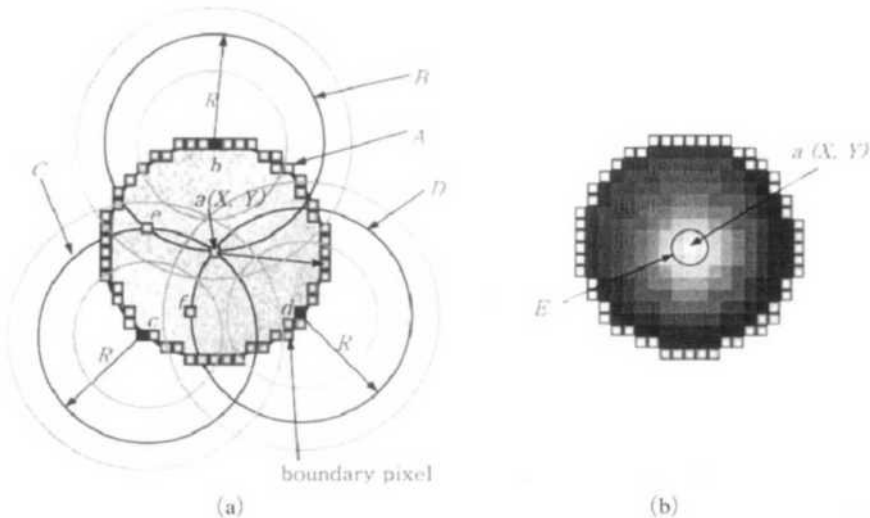 B
R
A
b
C
D
a(X, Y)
a (X, Y)
e
f
d
E
c
R
R
boundary pixel
(a)
(b)